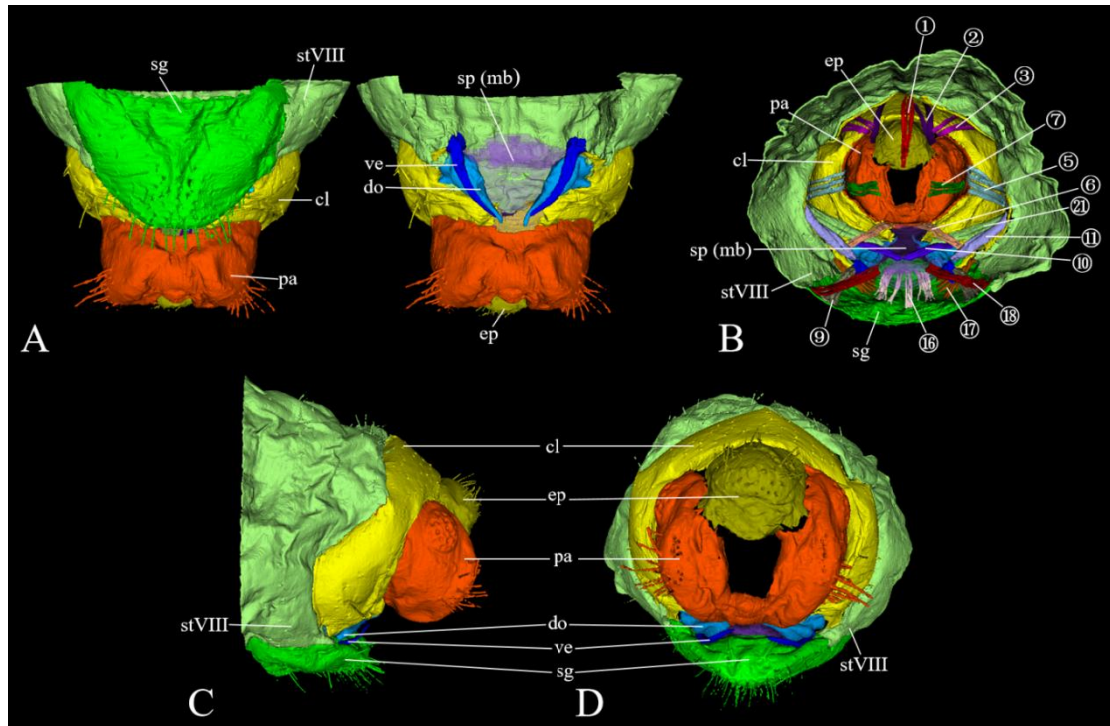 sg
stVIII
sp (mb)
ve
do
cl
pa
ep
A
①
②
③
⑦
⑤
⑥
㉑
⑪
⑩
ep
pa
cl
sp (mb)
stVIII
⑨
sg
⑯
⑰
⑱
B
cl
ep
pa
stVIII
do
ve
sg
stVIII
C
D